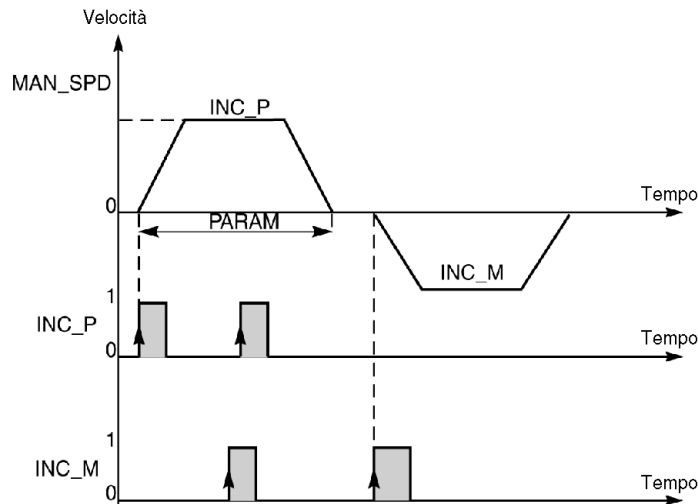 Velocità
MAN_SPD
INC_P
0
Tempo
PARAM
INC_M
1
INC_P
0
Tempo
1
INC_M
0
Tempo